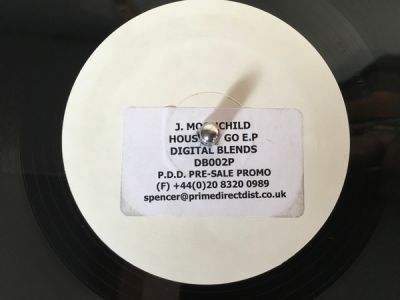 J. MO CHILD
HOUS GO E.P
DIGITAL BLENDS
DB002P
P.D.D. PRE-SALE PROMO
(F) +44(0)20 8320 0989
spencer@primedirectdist.co.uk